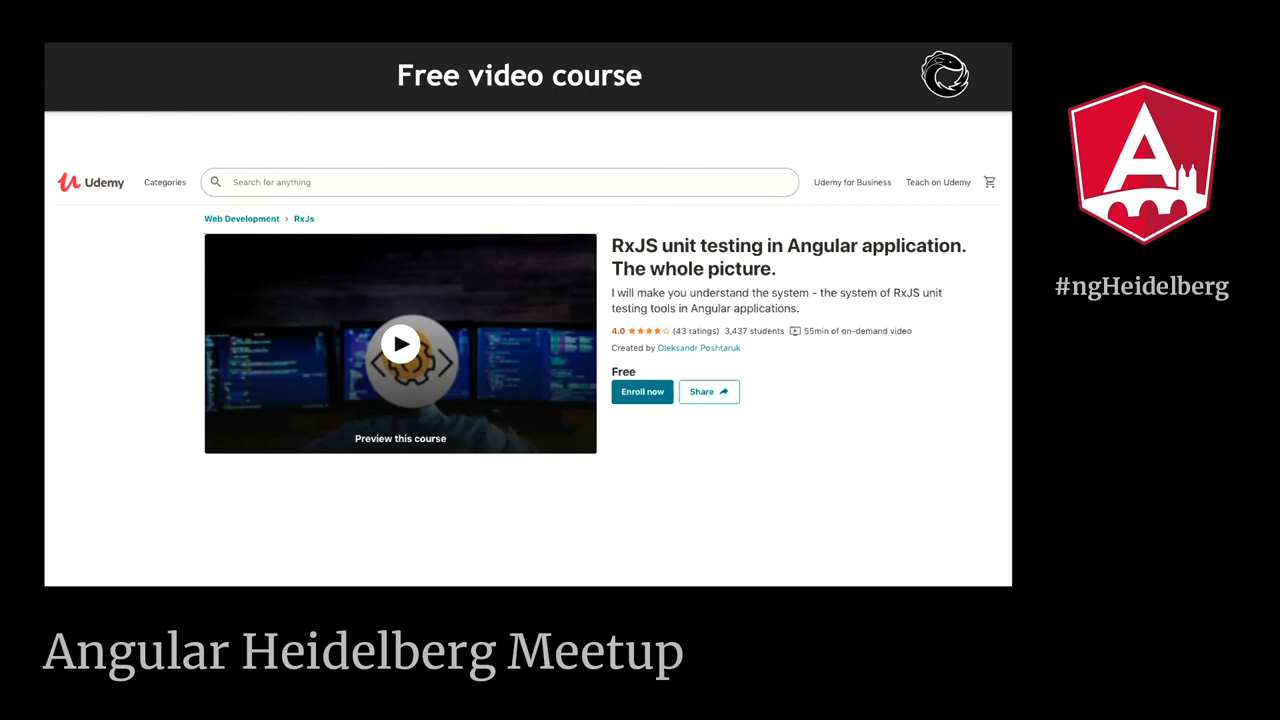 Free video course
Udemy
Categories
Search for anything
Udemy for Business
Teach on Udemy
Web Development › RxJs
RxJS unit testing in Angular application.
The whole picture.
I will make you understand the system - the system of RxJS unit
testing tools in Angular applications.
4.0 ★★★★☆ (43 ratings) 3,437 students 55min of on-demand video
Created by Oleksandr Poshtaruk
Free
Enroll now
Share
Preview this course
A
#ngHeidelberg
Angular Heidelberg Meetup